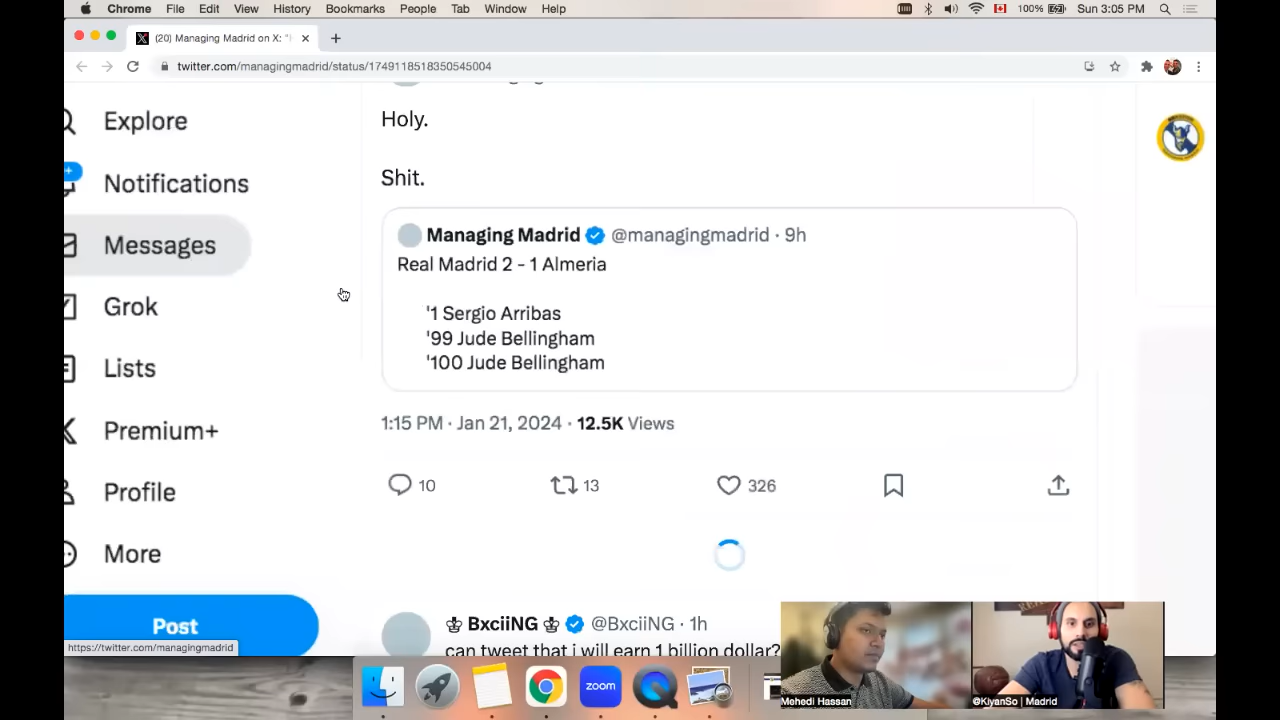 Chrome File Edit View History Bookmarks People Tab Window Help 100% Sun 3:05 PM
(20) Managing Madrid on X: "
twitter.com/managingmadrid/status/1749118518350545004
Explore
Notifications
Messages
Grok
Lists
Premium+
Profile
More
Post
https://twitter.com/managingmadrid
Holy.
Shit.
Managing Madrid @managingmadrid · 9h
Real Madrid 2 - 1 Almeria
'1 Sergio Arribas
'99 Jude Bellingham
'100 Jude Bellingham
1:15 PM · Jan 21, 2024 · 12.5K Views
10 13 326
BxciiNG @BxciiNG · 1h
can tweet that i will earn 1 billion dollar?
zoom
Mehedi Hassan
@KiyanSo | Madrid